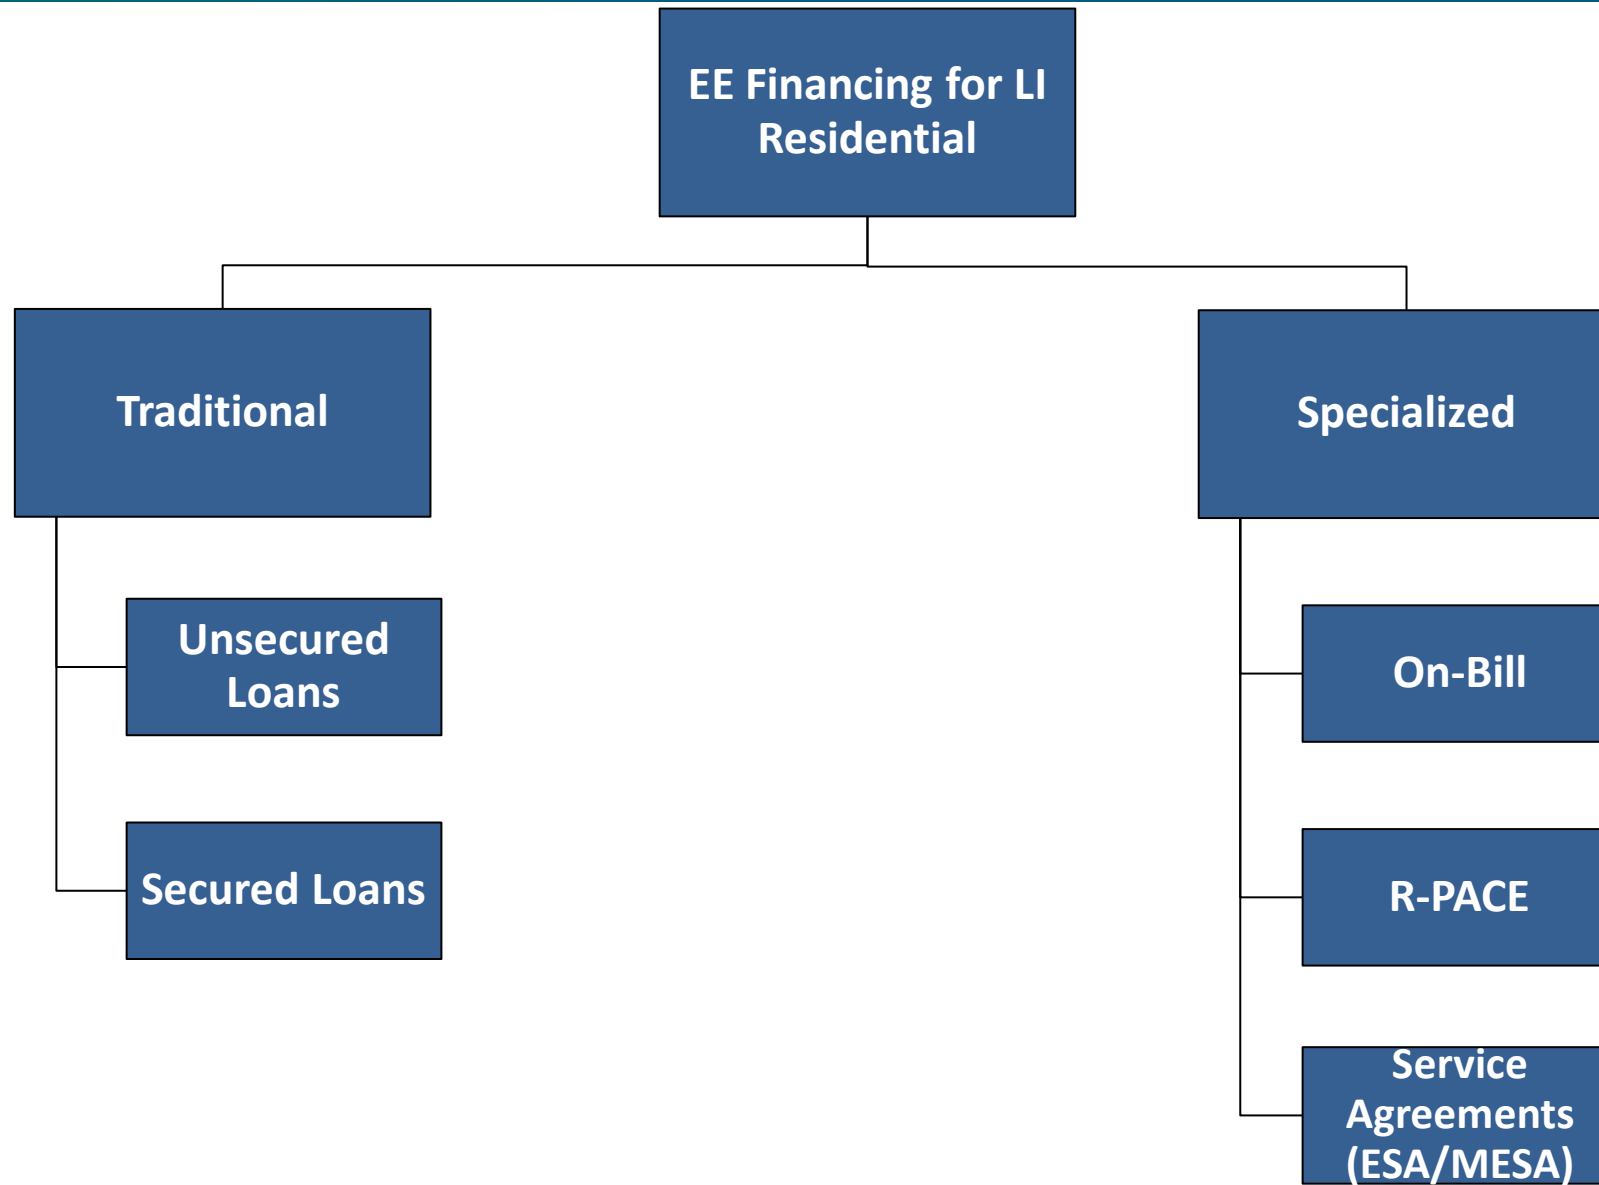 EE Financing for LI
Residential
Traditional
Specialized
Unsecured
Loans
Secured Loans
On-Bill
R-PACE
Service
Agreements
(ESA/MESA)